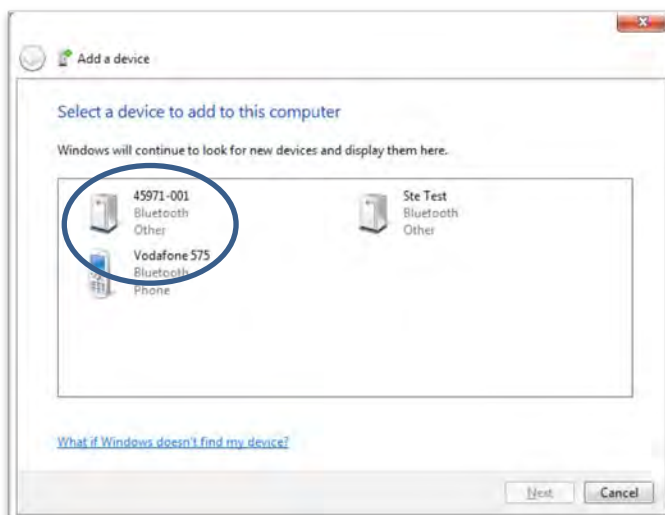 Add a device
Select a device to add to this computer
Windows will continue to look for new devices and display them here.
45971-001
Bluetooth
Other
Ste Test
Bluetooth
Other
Vodafone 575
Bluetooth
Phone
What if Windows doesn't find my device?
Next
Cancel